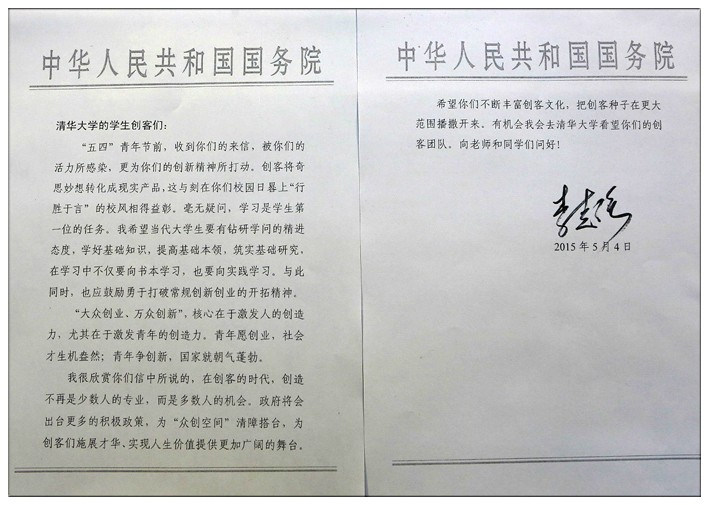 中华人民共和国国务院
清华大学的学生创客们：
“五四”青年节前，收到你们的来信，被你们的
活力所感染，更为你们的创新精神所打动。创客将奇
思妙想转化成现实产品，这与刻在你们校园日晷上“行
胜于言”的校风相得益彰。毫无疑问，学习是学生第
一位的任务。我希望当代大学生要有钻研学问的精进
态度，学好基础知识，提高基础本领，筑实基础研究，
在学习中不仅要向书本学习，也要向实践学习。与此
同时，也应鼓励勇于打破常规创新创业的开拓精神。
“大众创业、万众创新”，核心在于激发人的创造
力，尤其在于激发青年的创造力。青年愿创业，社会
才生机盎然；青年争创新，国家就朝气蓬勃。
我很欣赏你们信中所说的，在创客的时代，创造
不再是少数人的专业，而是多数人的机会。政府将会
出台更多的积极政策，为“众创空间”清障搭台，为
创客们施展才华、实现人生价值提供更加广阔的舞台。
中华人民共和国国务院
希望你们不断丰富创客文化，把创客种子在更大
范围播撒开来。有机会我会去清华大学看望你们的创
客团队。向老师和同学们问好！
李克强
2015年5月4日